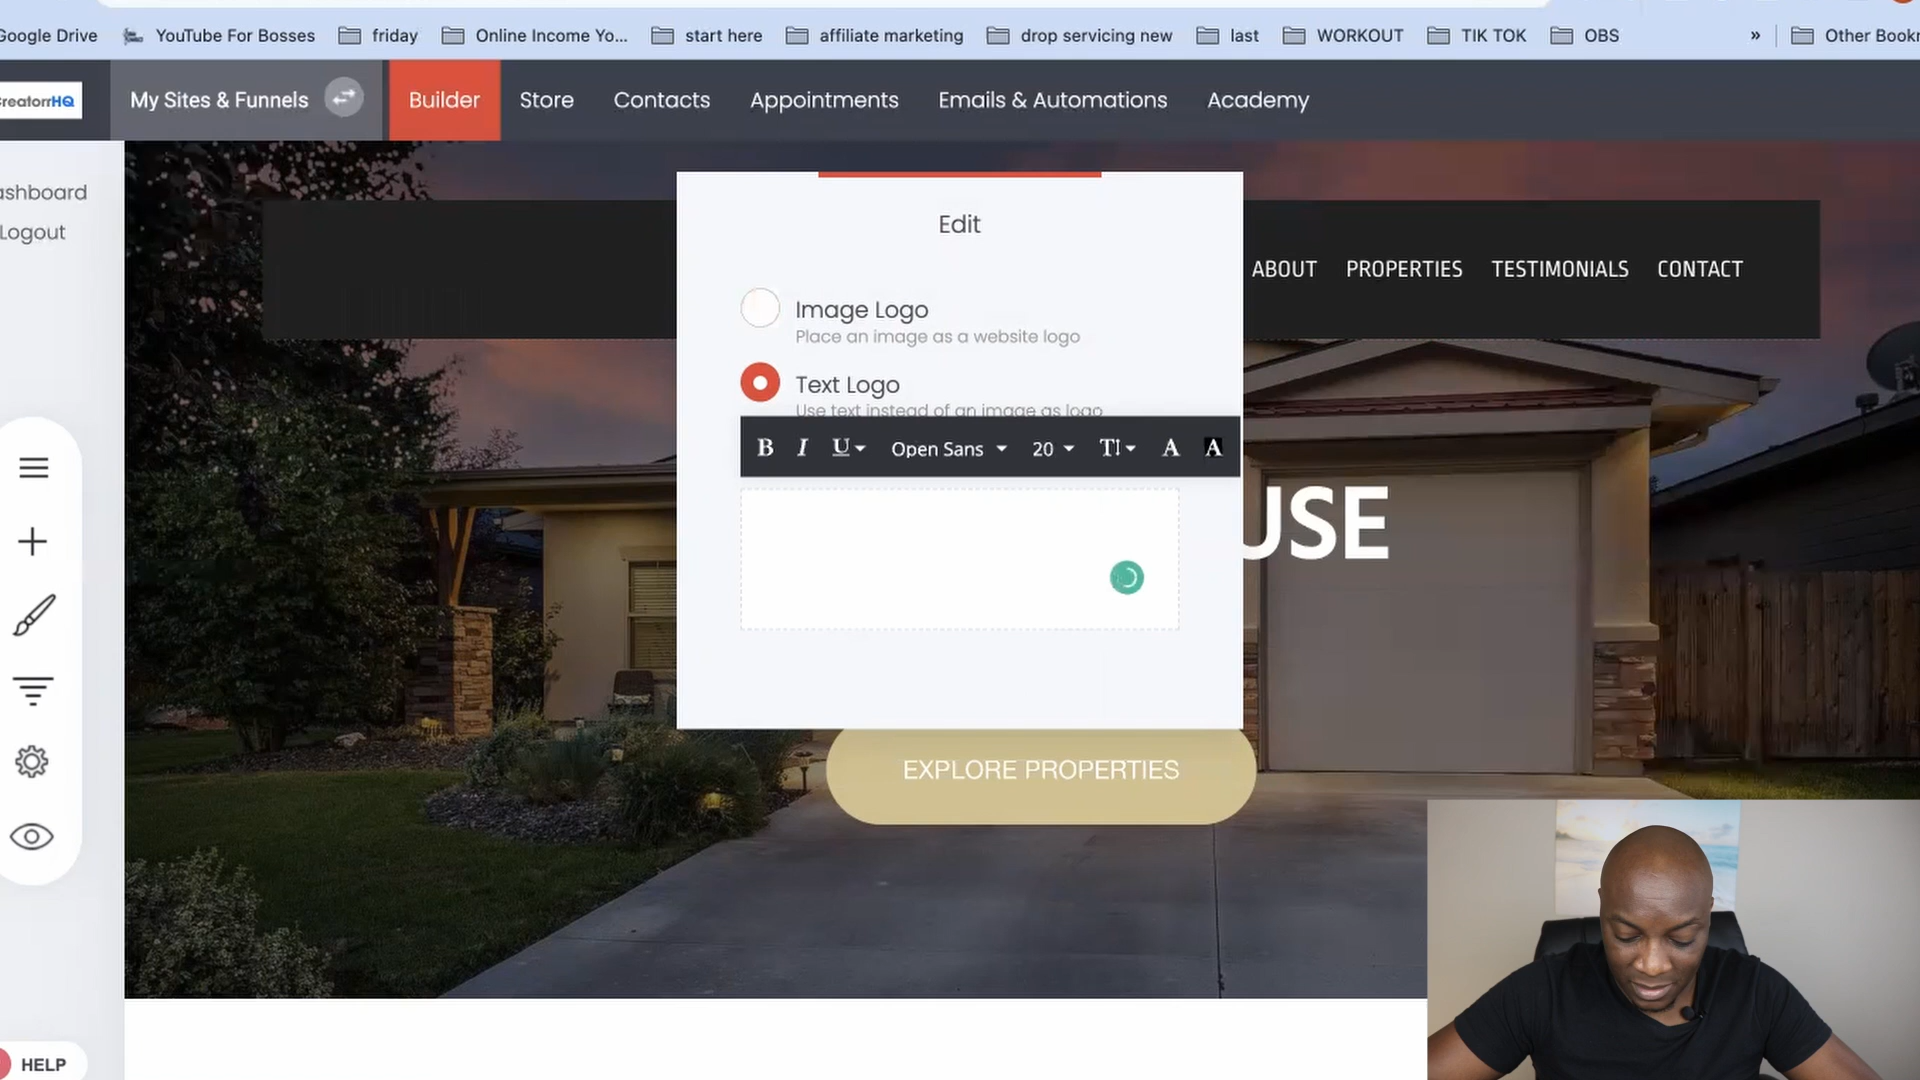 Google Drive YouTube For Bosses friday Online Income Yo... start here affiliate marketing drop servicing new last WORKOUT TIK TOK OBS » Other Bookr
CreatorrHQ My Sites & Funnels Builder Store Contacts Appointments Emails & Automations Academy
ashboard
Logout
Edit
ABOUT PROPERTIES TESTIMONIALS CONTACT
Image Logo
Place an image as a website logo
Text Logo
Use text instead of an image as logo
B I U Open Sans 20 T A A
USE
EXPLORE PROPERTIES
HELP